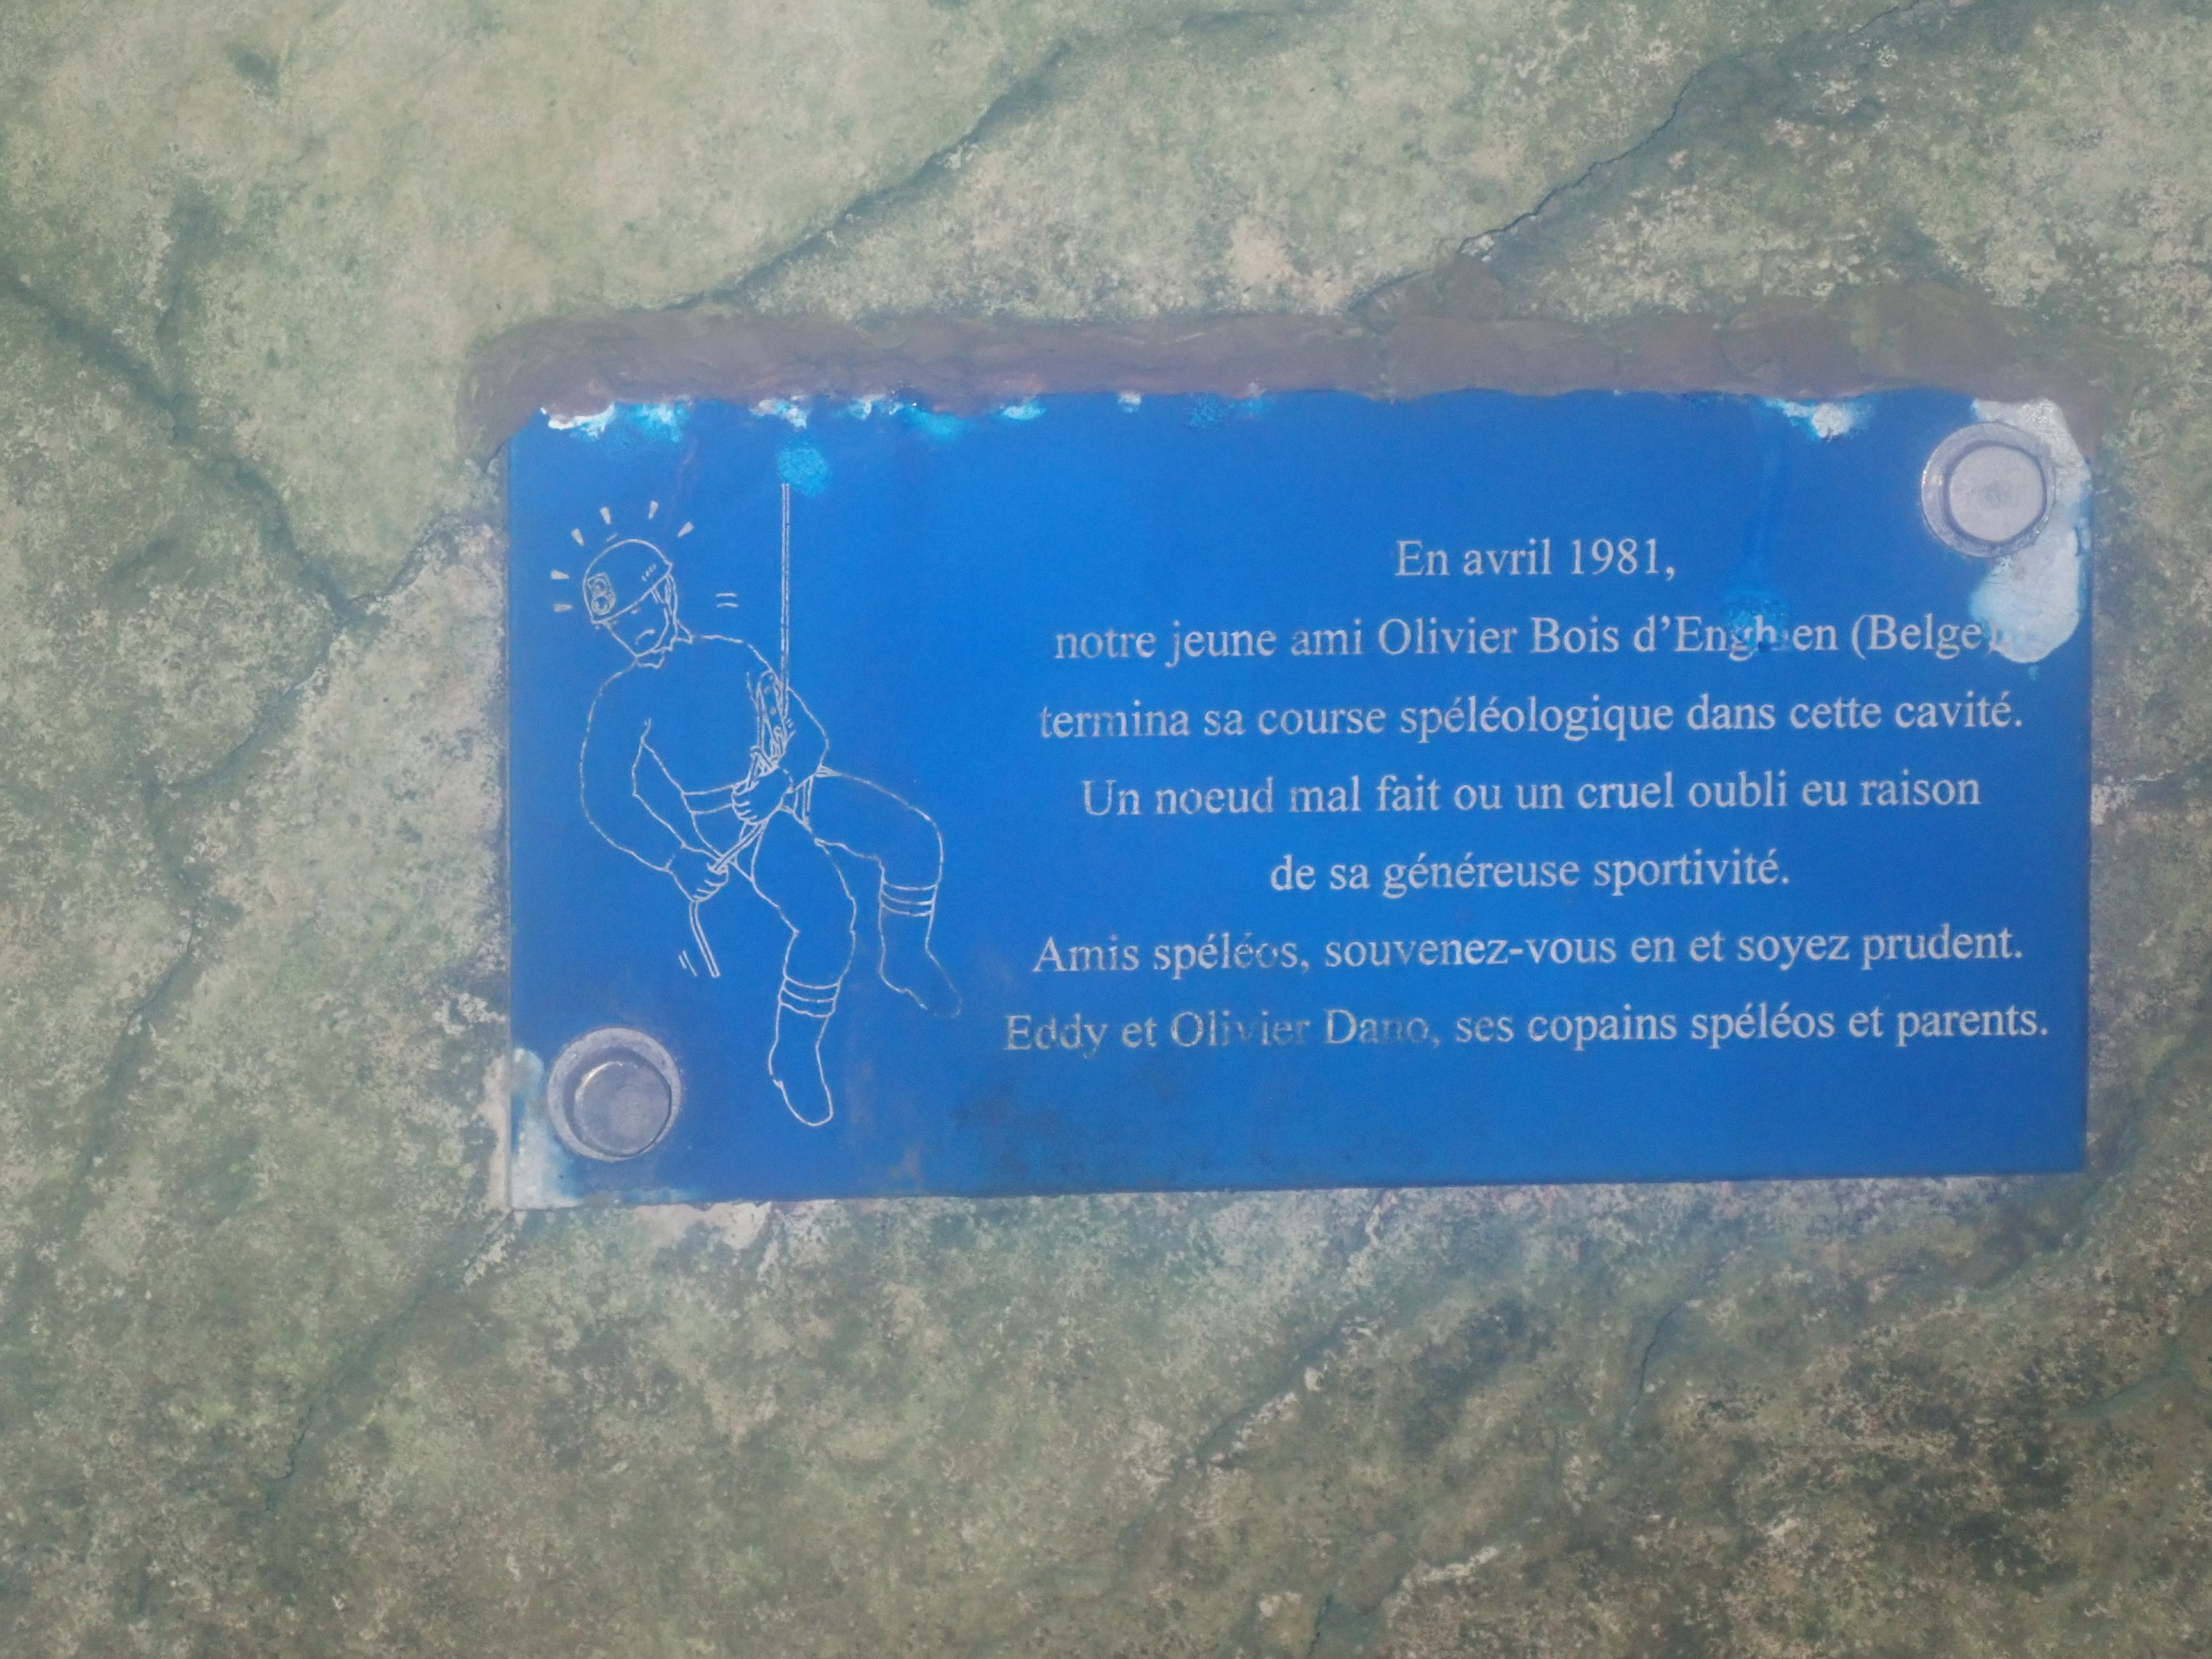 En avril 1981,
notre jeune ami Olivier Bois d'Enghien (Belge)
termina sa course spéléologique dans cette cavité.
Un noeud mal fait ou un cruel oubli eu raison
de sa généreuse sportivité.
Amis spéléos, souvenez-vous en et soyez prudent.
Eddy et Olivier Dano, ses copains spéléos et parents.